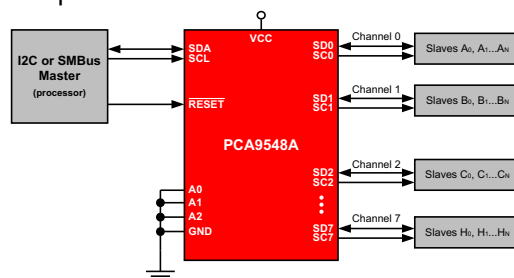 VCC
I2C or SMBus
Master
(processor)
SDA
SCL
RESET
PCA9548A
A0
A1
A2
GND
SD0
SC0
Channel 0
Slaves A0, A1...AN
SD1
SC1
Channel 1
Slaves B0, B1...BN
SD2
SC2
Channel 2
Slaves C0, C1...CN
SD7
SC7
Channel 7
Slaves H0, H1...HN